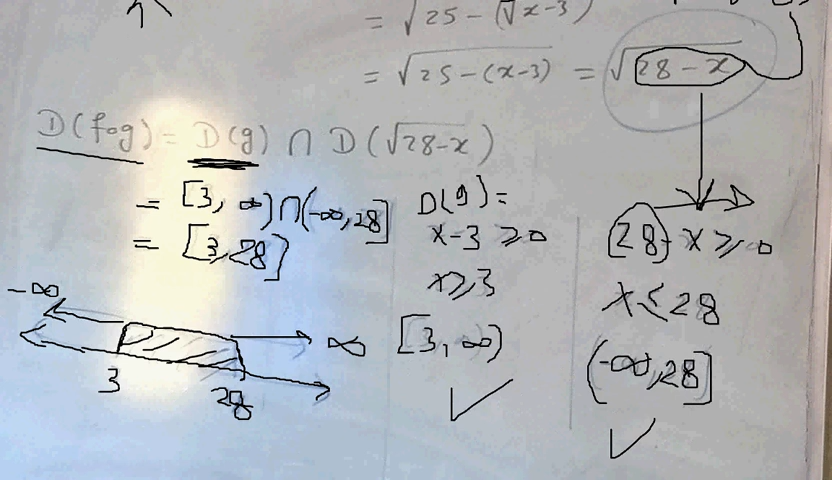 = √25 - (√x-3)
= √25-(x-3) = √28-x
D(fog) = D(g) ∩ D(√28-x)
= [3, ∞) ∩ (-∞, 28]
= [3, 28]
-∞ ∞
3 28
D(g) =
x-3 ≥ 0
x ≥ 3
[3, ∞)
28 - x ≥ 0
x ≤ 28
(-∞, 28]